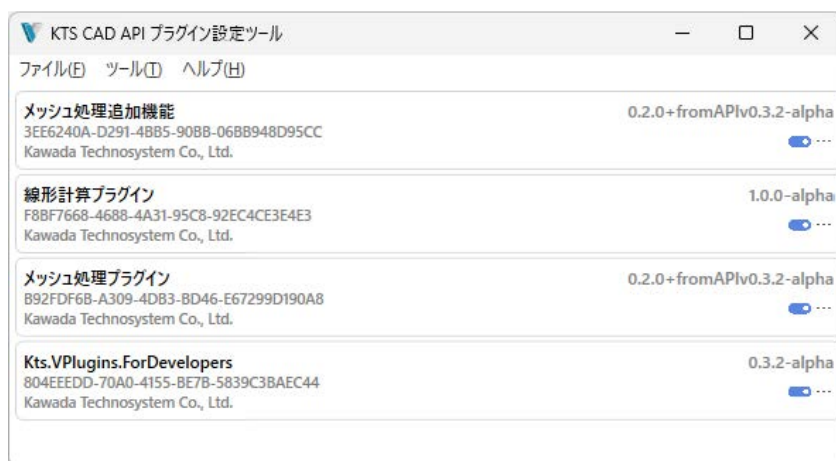 KTS CAD API プラグイン設定ツール
ファイル(F) ツール(T) ヘルプ(H)
メッシュ処理追加機能 0.2.0+fromAPIv0.3.2-alpha
3EE6240A-D291-4BB5-90BB-06BB948D95CC
Kawada Technosystem Co., Ltd.
線形計算プラグイン 1.0.0-alpha
F8BF7668-4688-4A31-95C8-92EC4CE3E4E3
Kawada Technosystem Co., Ltd.
メッシュ処理プラグイン 0.2.0+fromAPIv0.3.2-alpha
B92FDF6B-A309-4DB3-BD46-E67299D190A8
Kawada Technosystem Co., Ltd.
Kts.VPlugins.ForDevelopers 0.3.2-alpha
804EEEDD-70A0-4155-BE7B-5839C3BAEC44
Kawada Technosystem Co., Ltd.